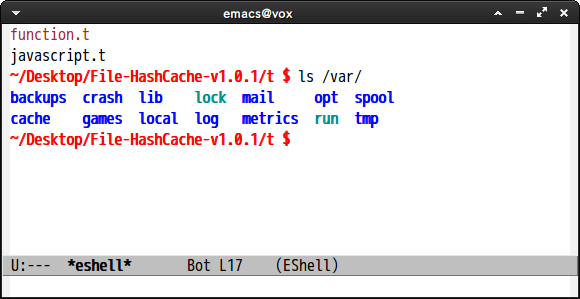 emacs@vox
function.t
javascript.t
~/Desktop/File-HashCache-v1.0.1/t $ ls /var/
backups crash lib lock mail opt spool
cache games local log metrics run tmp
~/Desktop/File-HashCache-v1.0.1/t $
U:--- *eshell* Bot L17 (EShell)